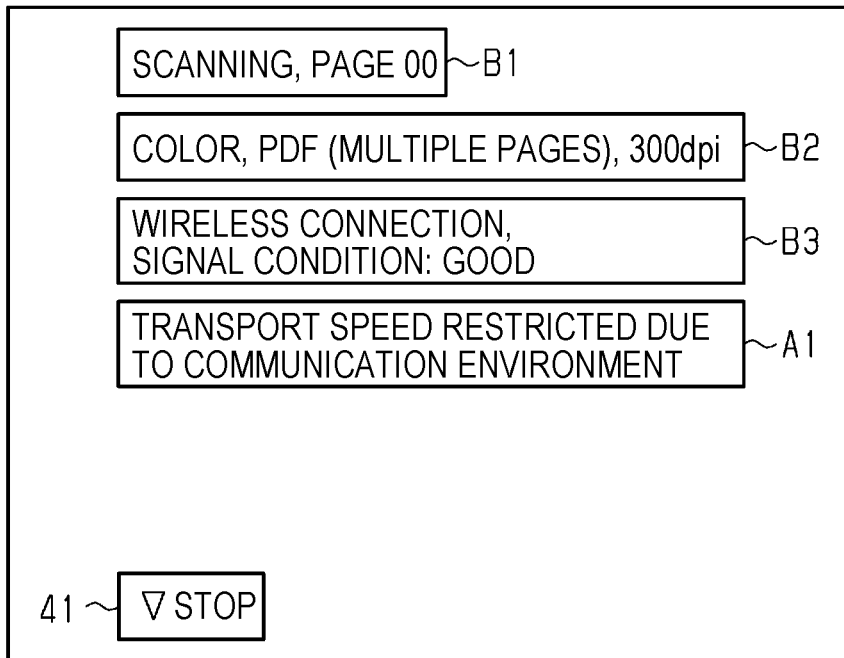 SCANNING, PAGE 00 B1
COLOR, PDF (MULTIPLE PAGES), 300dpi B2
WIRELESS CONNECTION,
SIGNAL CONDITION: GOOD B3
TRANSPORT SPEED RESTRICTED DUE
TO COMMUNICATION ENVIRONMENT A1
41 ▽ STOP